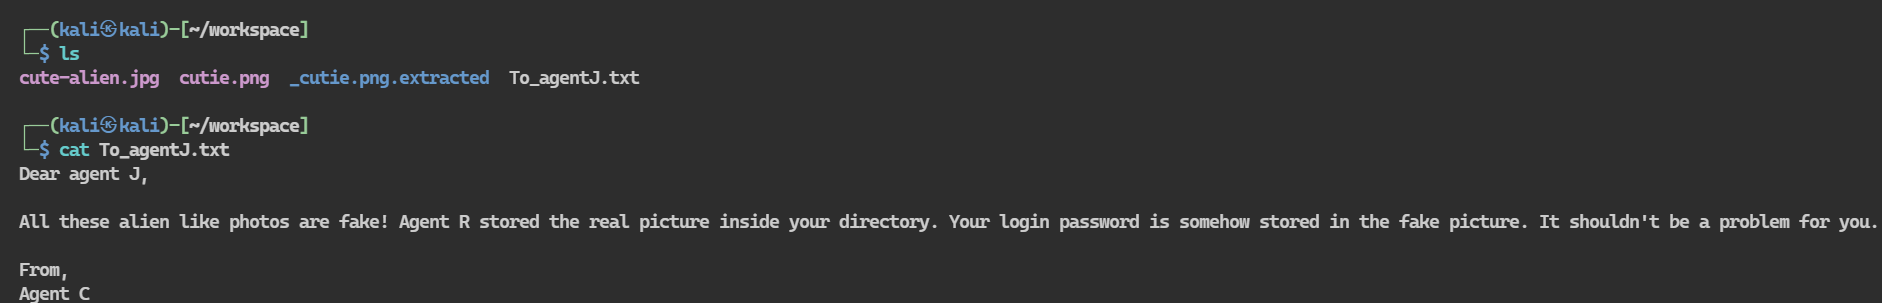 ┌──(kali㉿kali)-[~/workspace]
└─$ ls
cute-alien.jpg  cutie.png  _cutie.png.extracted  To_agentJ.txt
┌──(kali㉿kali)-[~/workspace]
└─$ cat To_agentJ.txt
Dear agent J,
All these alien like photos are fake! Agent R stored the real picture inside your directory. Your login password is somehow stored in the fake picture. It shouldn't be a problem for you.
From,
Agent C